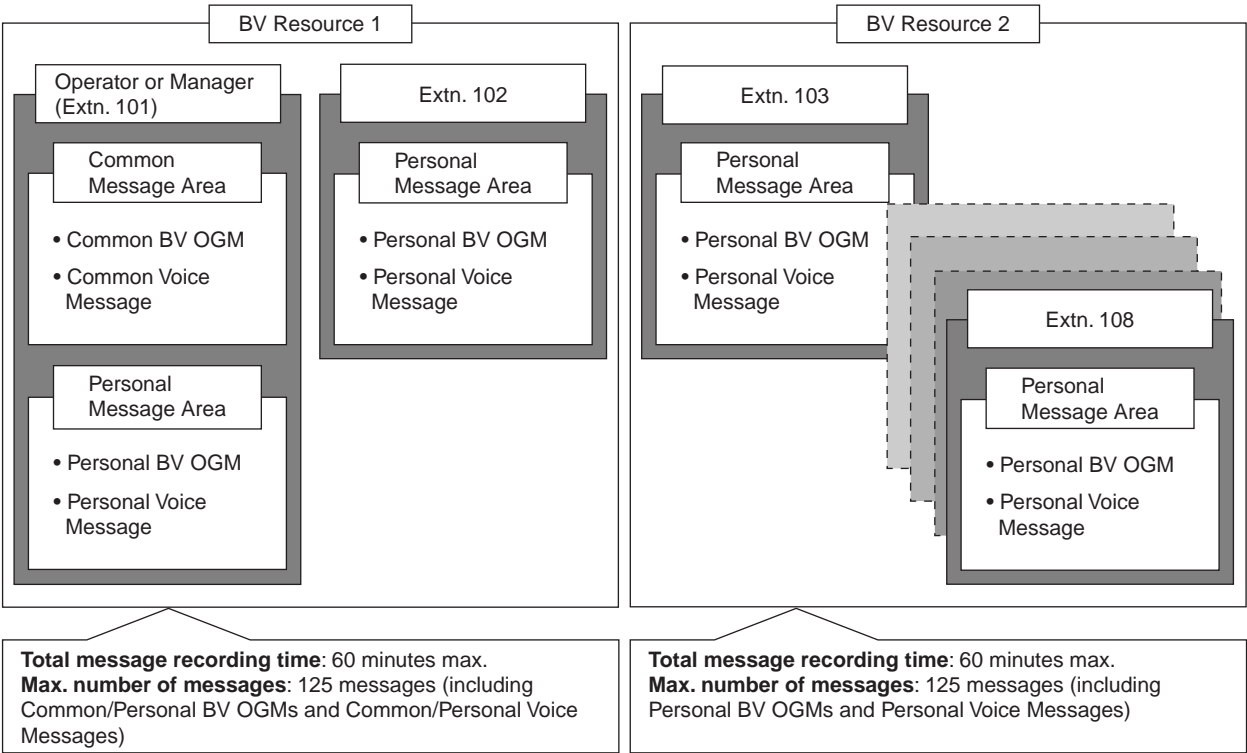 BV Resource 1
Operator or Manager
(Extn. 101)
Common
Message Area
• Common BV OGM
• Common Voice
Message
Personal
Message Area
• Personal BV OGM
• Personal Voice
Message
Extn. 102
Personal
Message Area
• Personal BV OGM
• Personal Voice
Message
Total message recording time: 60 minutes max.
Max. number of messages: 125 messages (including
Common/Personal BV OGMs and Common/Personal Voice
Messages)
BV Resource 2
Extn. 103
Personal
Message Area
• Personal BV OGM
• Personal Voice
Message
Extn. 108
Personal
Message Area
• Personal BV OGM
• Personal Voice
Message
Total message recording time: 60 minutes max.
Max. number of messages: 125 messages (including
Personal BV OGMs and Personal Voice Messages)